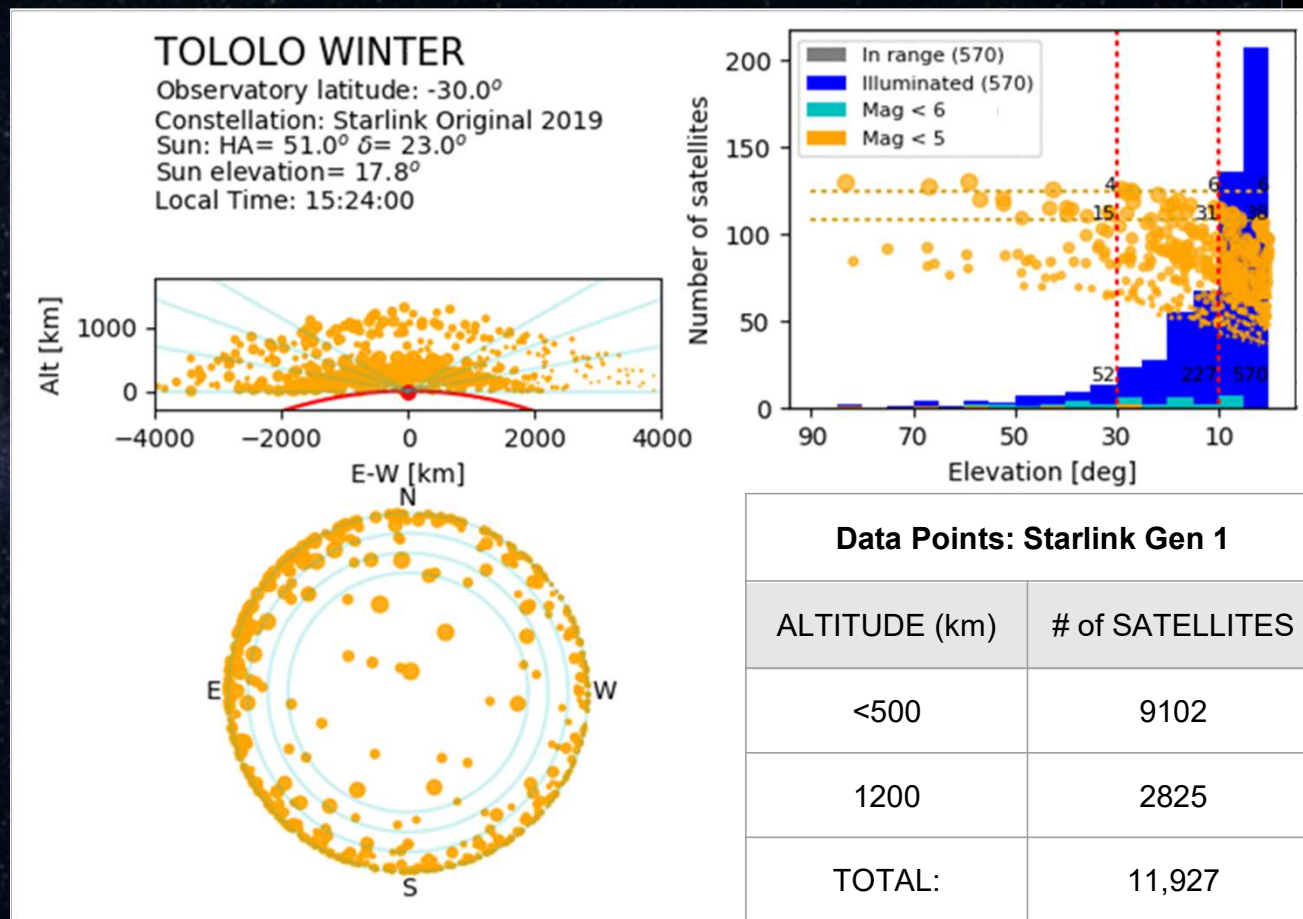 TOLOLO WINTER
Observatory latitude: -30.0°
Constellation: Starlink Original 2019
Sun: HA= 51.0° δ= 23.0°
Sun elevation= 17.8°
Local Time: 15:24:00
Alt [km]
1000
0
−4000 −2000 0 2000 4000
E-W [km]
N
E
W
S
Number of satellites
200
150
100
50
0
In range (570)
Illuminated (570)
Mag < 6
Mag < 5
4 6 6
15 31 38
52 227 570
90 70 50 30 10
Elevation [deg]
Data Points: Starlink Gen 1
ALTITUDE (km) # of SATELLITES
<500 9102
1200 2825
TOTAL: 11,927